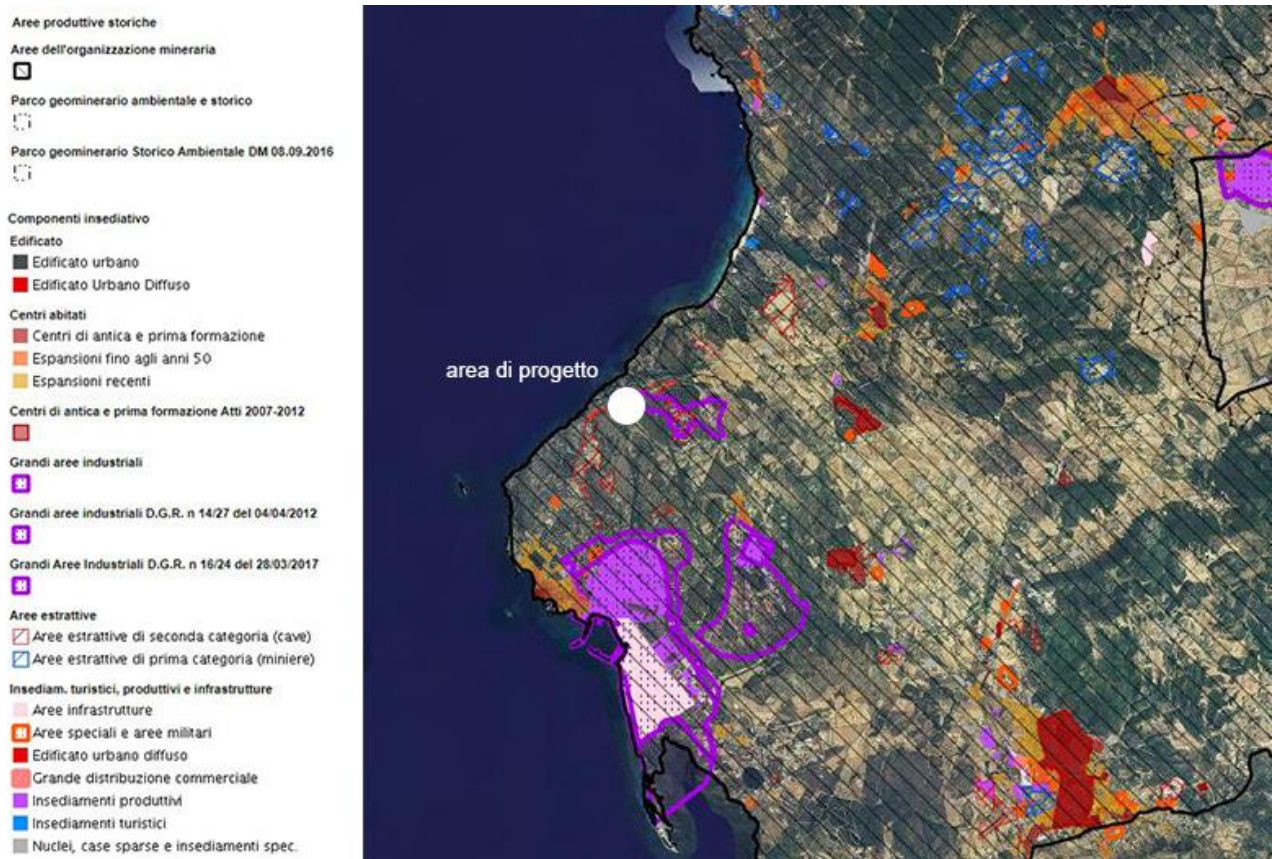 Aree produttive storiche
Aree dell'organizzazione mineraria
Parco geominerario ambientale e storico
Parco geominerario Storico Ambientale DM 08.09.2016
Componenti insediativo
Edificato
Edificato urbano
Edificato Urbano Diffuso
Centri abitati
Centri di antica e prima formazione
Espansioni fino agli anni 50
Espansioni recenti
Centri di antica e prima formazione Atti 2007-2012
Grandi aree industriali
Grandi aree industriali D.G.R. n 14/27 del 04/04/2012
Grandi Aree Industriali D.G.R. n 16/24 del 28/03/2017
Aree estrattive
Aree estrattive di seconda categoria (cave)
Aree estrattive di prima categoria (miniere)
Insediam. turistici, produttivi e infrastrutture
Aree infrastrutture
Aree speciali e aree militari
Edificato urbano diffuso
Grande distribuzione commerciale
Insediamenti produttivi
Insediamenti turistici
Nuclei, case sparse e insediamenti spec.
area di progetto